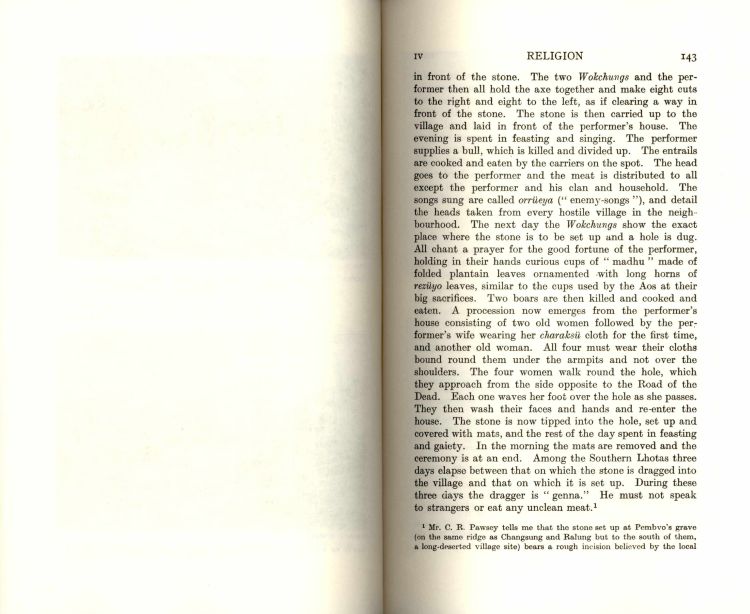 IV RELIGION 143
in front of the stone. The two Wokchungs and the per-
former then all hold the axe together and make eight cuts
to the right and eight to the left, as if clearing a way in
front of the stone. The stone is then carried up to the
village and laid in front of the performer's house. The
evening is spent in feasting and singing. The performer
supplies a bull, which is killed and divided up. The entrails
are cooked and eaten by the carriers on the spot. The head
goes to the performer and the meat is distributed to all
except the performer and his clan and household. The
songs sung are called orrüeya (“ enemy-songs ”), and detail
the heads taken from every hostile village in the neigh-
bourhood. The next day the Wokchungs show the exact
place where the stone is to be set up and a hole is dug.
All chant a prayer for the good fortune of the performer,
holding in their hands curious cups of “ madhu ” made of
folded plantain leaves ornamented with long horns of
rezüyo leaves, similar to the cups used by the Aos at their
big sacrifices. Two boars are then killed and cooked and
eaten. A procession now emerges from the performer's
house consisting of two old women followed by the per-
former's wife wearing her charaksü cloth for the first time,
and another old woman. All four must wear their cloths
bound round them under the armpits and not over the
shoulders. The four women walk round the hole, which
they approach from the side opposite to the Road of the
Dead. Each one waves her foot over the hole as she passes.
They then wash their faces and hands and re-enter the
house. The stone is now tipped into the hole, set up and
covered with mats, and the rest of the day spent in feasting
and gaiety. In the morning the mats are removed and the
ceremony is at an end. Among the Southern Lhotas three
days elapse between that on which the stone is dragged into
the village and that on which it is set up. During these
three days the dragger is “ genna.” He must not speak
to strangers or eat any unclean meat.¹
¹ Mr. C. R. Pawsey tells me that the stone set up at Pembvo's grave
(on the same ridge as Changsung and Ralung but to the south of them,
a long-deserted village site) bears a rough incision believed by the local